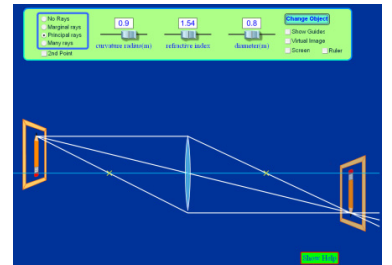 No Rays
Marginal rays
Principal rays
Many rays
2nd Point
0.9
curvature radius(m)
1.54
refractive index
0.8
diameter(m)
Change Object
Show Guides
Virtual Image
Screen
Ruler
Show Help